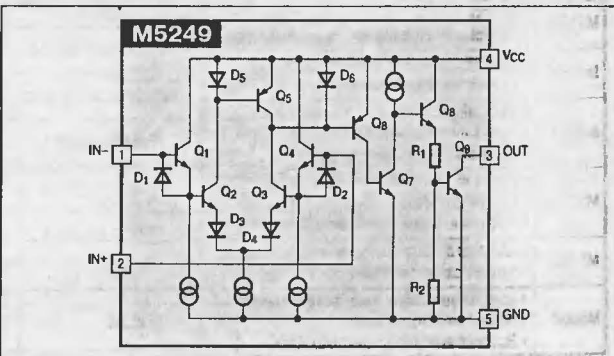 M5249
4 Vcc
D5
D6
Q5
Q8
IN-
1
Q1
Q4
Q8
R1
Q9
3 OUT
D1
Q2
Q3
D2
Q7
D3
D4
IN+
2
R2
5 GND